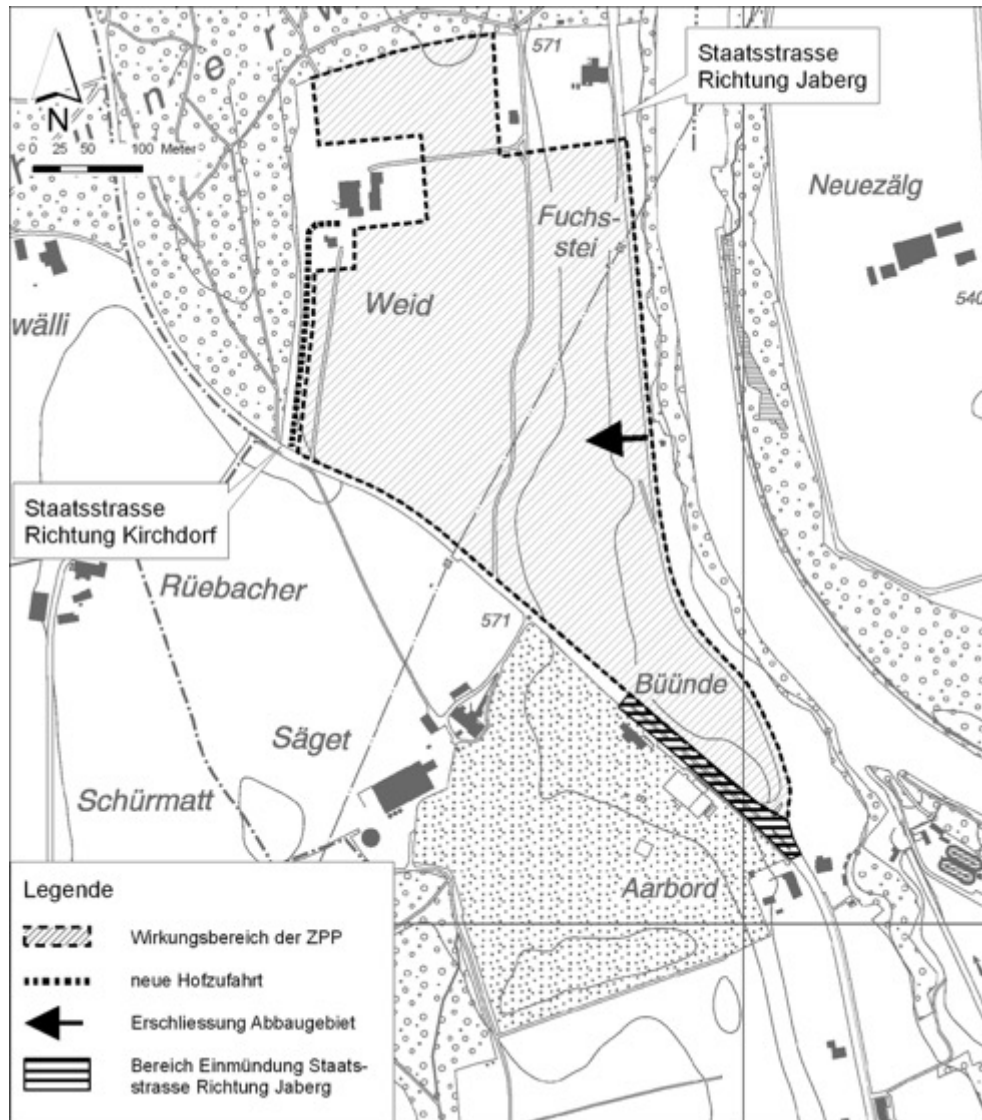 n
e
r
w
571
Staatsstrasse
Richtung Jaberg
N
0 25 50 100 Meter
r
Neuezälg
Fuchs-
stei
Weid
wälli
540
Staatsstrasse
Richtung Kirchdorf
Rüebacher
571
Büünde
Säget
Schürmatt
Aarbord
Legende
Wirkungsbereich der ZPP
neue Hofzufahrt
Erschliessung Abbaugebiet
Bereich Einmündung Staats-
strasse Richtung Jaberg